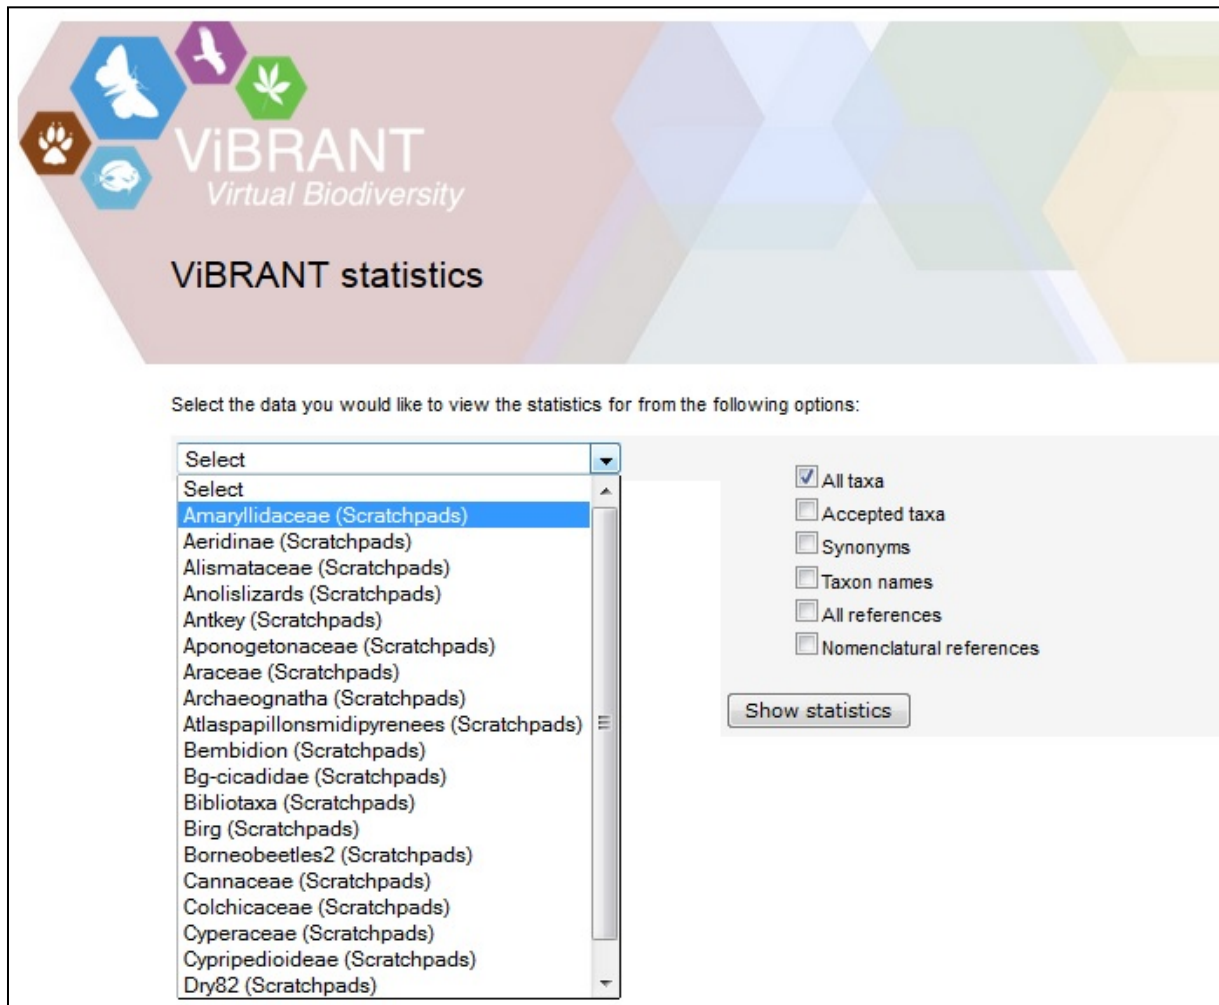 ViBRANT
Virtual Biodiversity
ViBRANT statistics
Select the data you would like to view the statistics for from the following options:
Select
Select
Amaryllidaceae (Scratchpads)
Aeridinae (Scratchpads)
Alismataceae (Scratchpads)
Anolislizards (Scratchpads)
Antkey (Scratchpads)
Aponogetonaceae (Scratchpads)
Araceae (Scratchpads)
Archaeognatha (Scratchpads)
Atlaspapillonsmidipyrenees (Scratchpads)
Bembidion (Scratchpads)
Bg-cicadidae (Scratchpads)
Bibliotaxa (Scratchpads)
Birg (Scratchpads)
Borneobeetles2 (Scratchpads)
Cannaceae (Scratchpads)
Colchicaceae (Scratchpads)
Cyperaceae (Scratchpads)
Cypripedioideae (Scratchpads)
Dry82 (Scratchpads)
All taxa
Accepted taxa
Synonyms
Taxon names
All references
Nomenclatural references
Show statistics